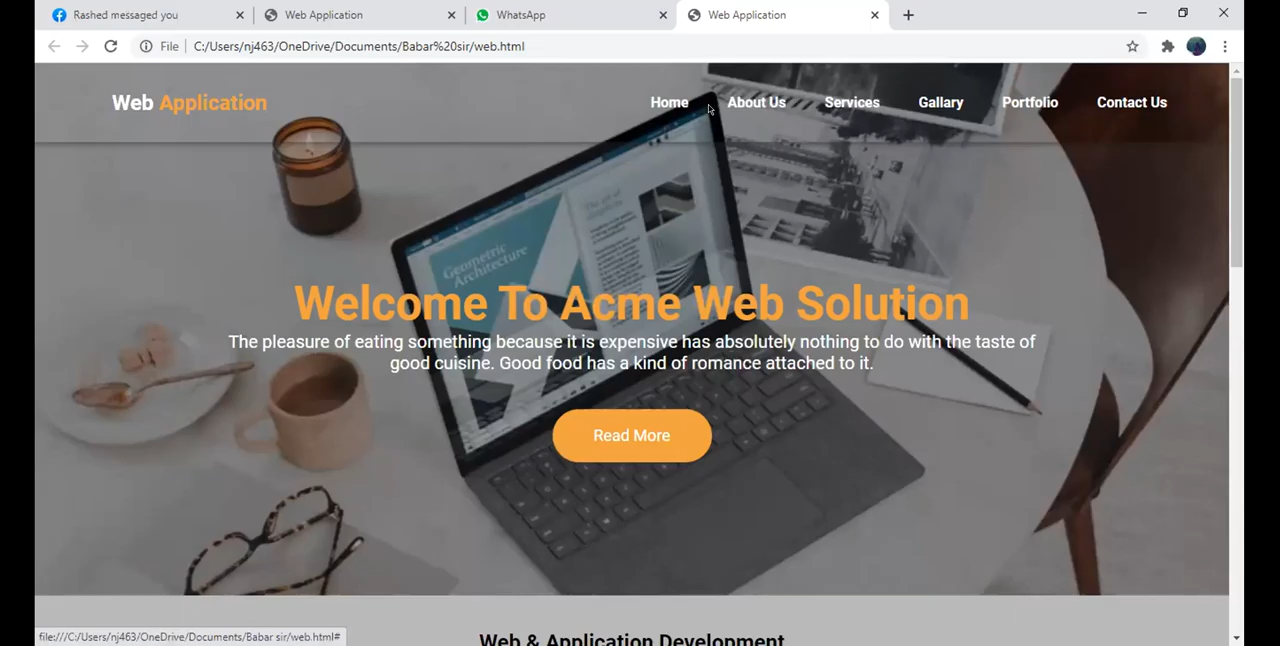 Rashed messaged you
Web Application
WhatsApp
Web Application
File
C:/Users/nj463/OneDrive/Documents/Babar%20sir/web.html
Web Application
Home
About Us
Services
Gallary
Portfolio
Contact Us
Geometric
Architecture
Welcome To Acme Web Solution
The pleasure of eating something because it is expensive has absolutely nothing to do with the taste of
good cuisine. Good food has a kind of romance attached to it.
Read More
Web & Application Development
file:///C:/Users/nj463/OneDrive/Documents/Babar sir/web.html#